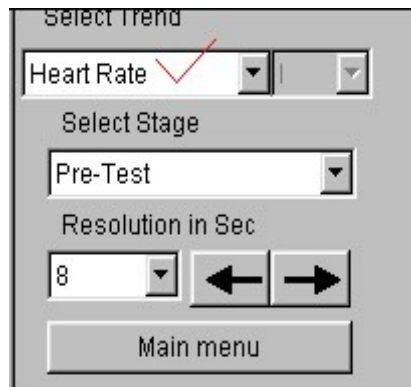 Select Trend
Heart Rate I
Select Stage
Pre-Test
Resolution in Sec
8
Main menu